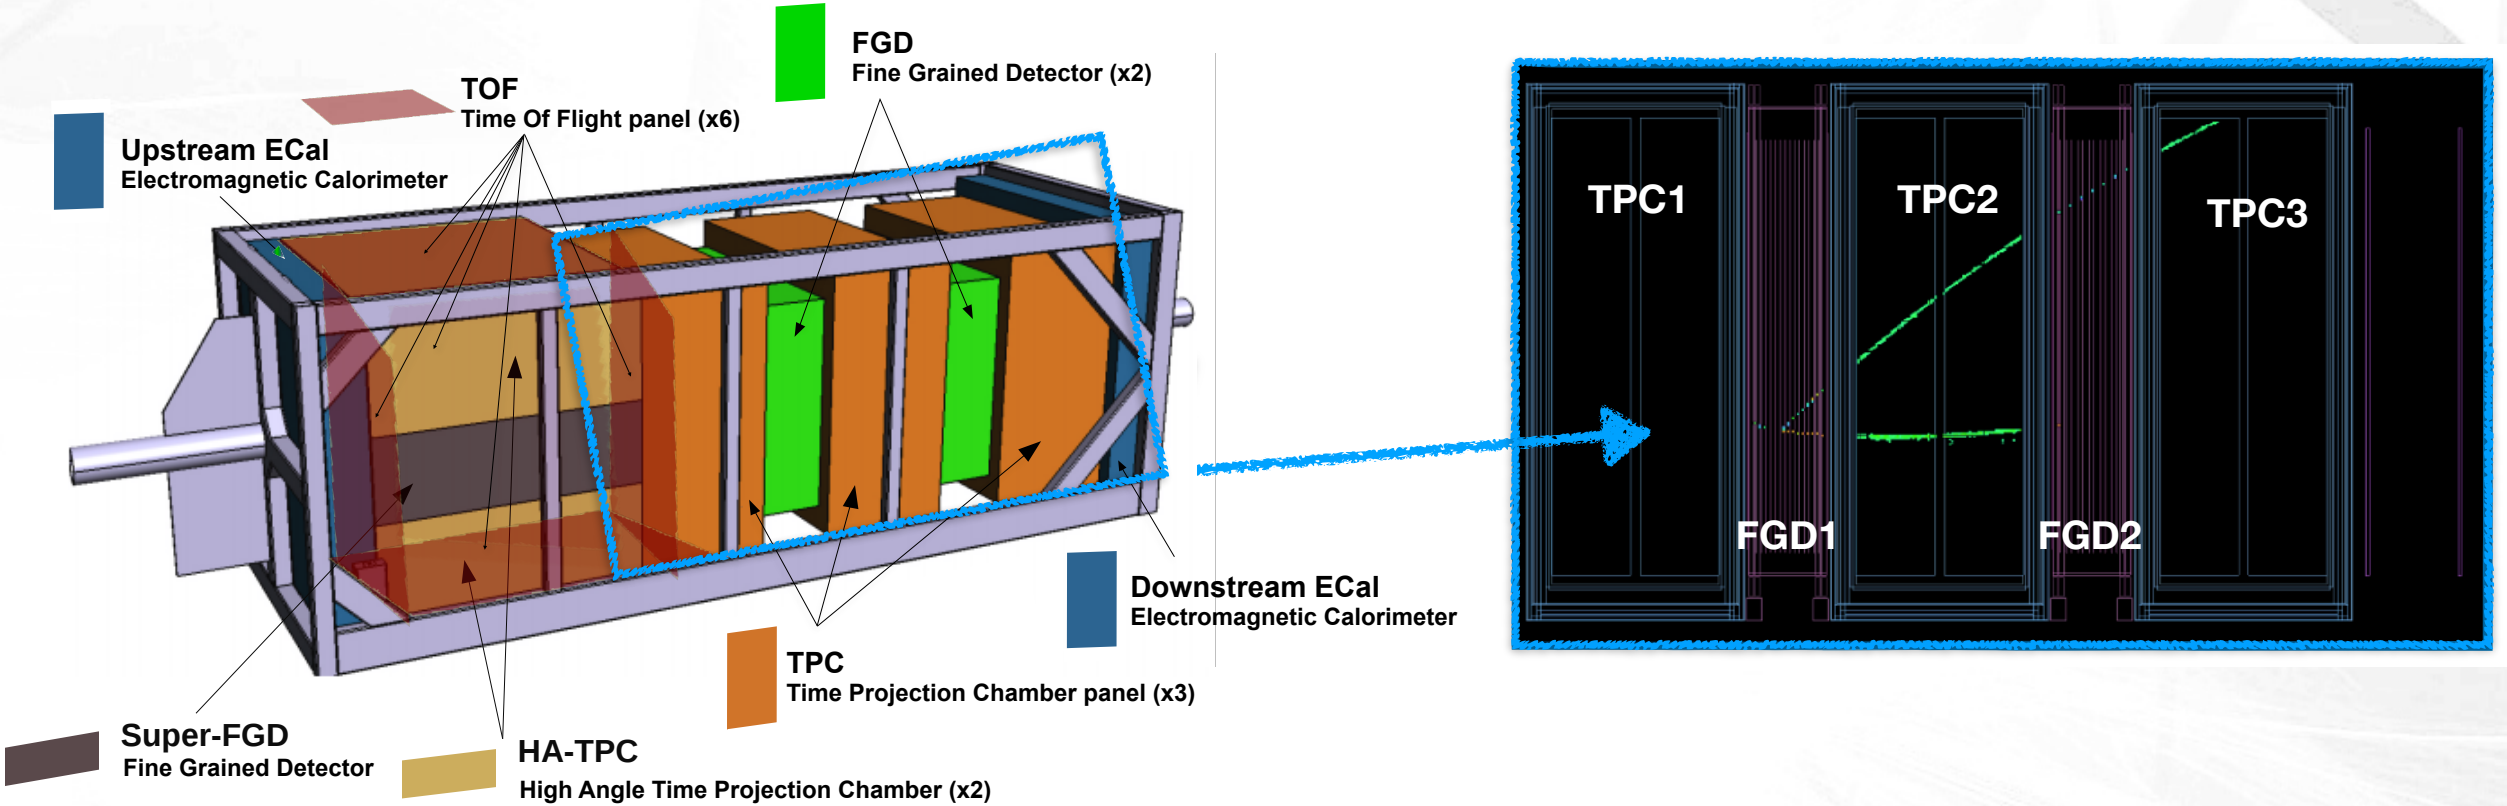 FGD
Fine Grained Detector (x2)
TOF
Time Of Flight panel (x6)
Upstream ECal
Electromagnetic Calorimeter
TPC1
TPC2
TPC3
FGD1
FGD2
Downstream ECal
Electromagnetic Calorimeter
TPC
Time Projection Chamber panel (x3)
Super-FGD
Fine Grained Detector
HA-TPC
High Angle Time Projection Chamber (x2)